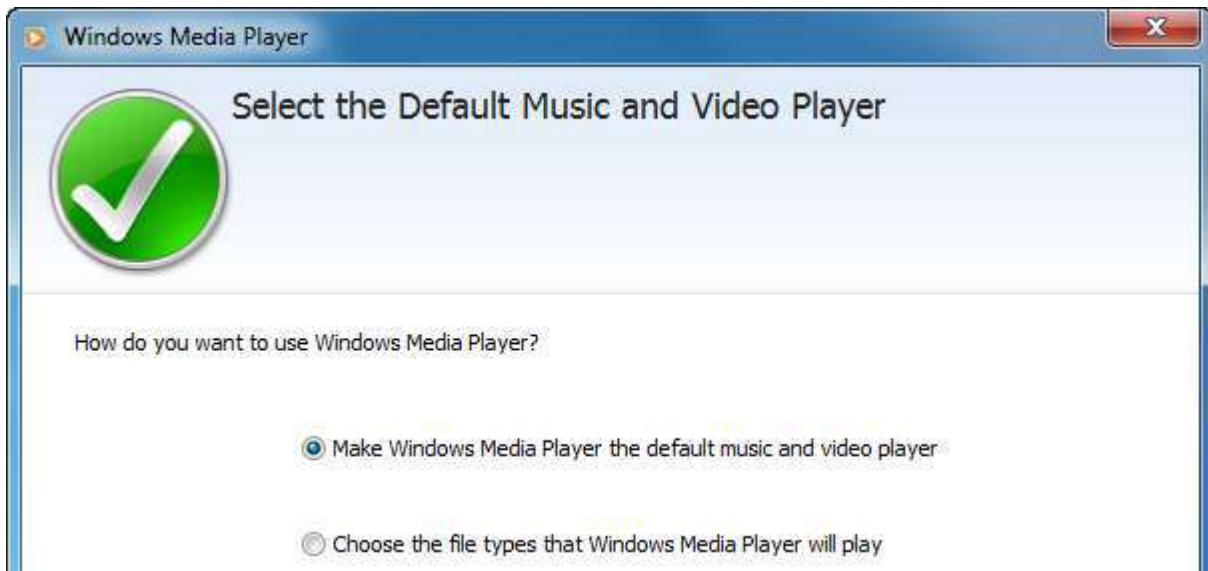 Windows Media Player
Select the Default Music and Video Player
How do you want to use Windows Media Player?
Make Windows Media Player the default music and video player
Choose the file types that Windows Media Player will play